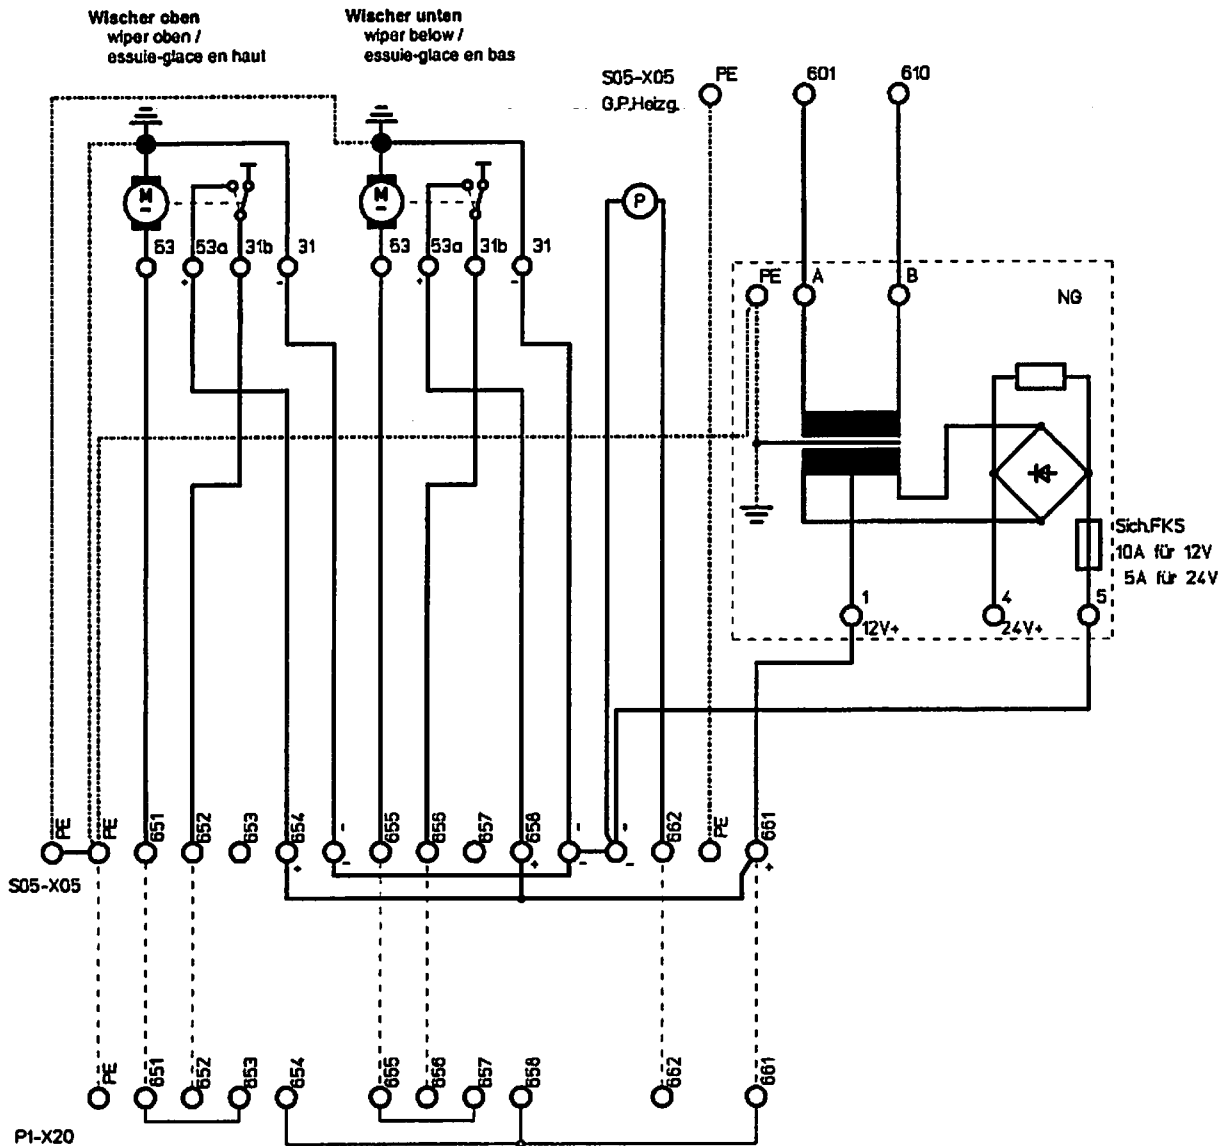 Wischer oben
wiper oben /
essuie-glace en haut
Wischer unten
wiper below /
essuie-glace en bas
S05-X05
G.P.Heizg.
PE
601
610
M
M
P
53
53a
31b
31
53
53a
31b
31
+
-
+
-
PE
A
B
NG
Sich.FKS
10A für 12V
5A für 24V
1
12V+
4
24V+
5
PE
PE
651
652
653
654
-
655
656
657
658
-
-
662
PE
661
+
-
+
-
-
+
S05-X05
PE
651
652
653
654
655
656
657
658
662
661
P1-X20